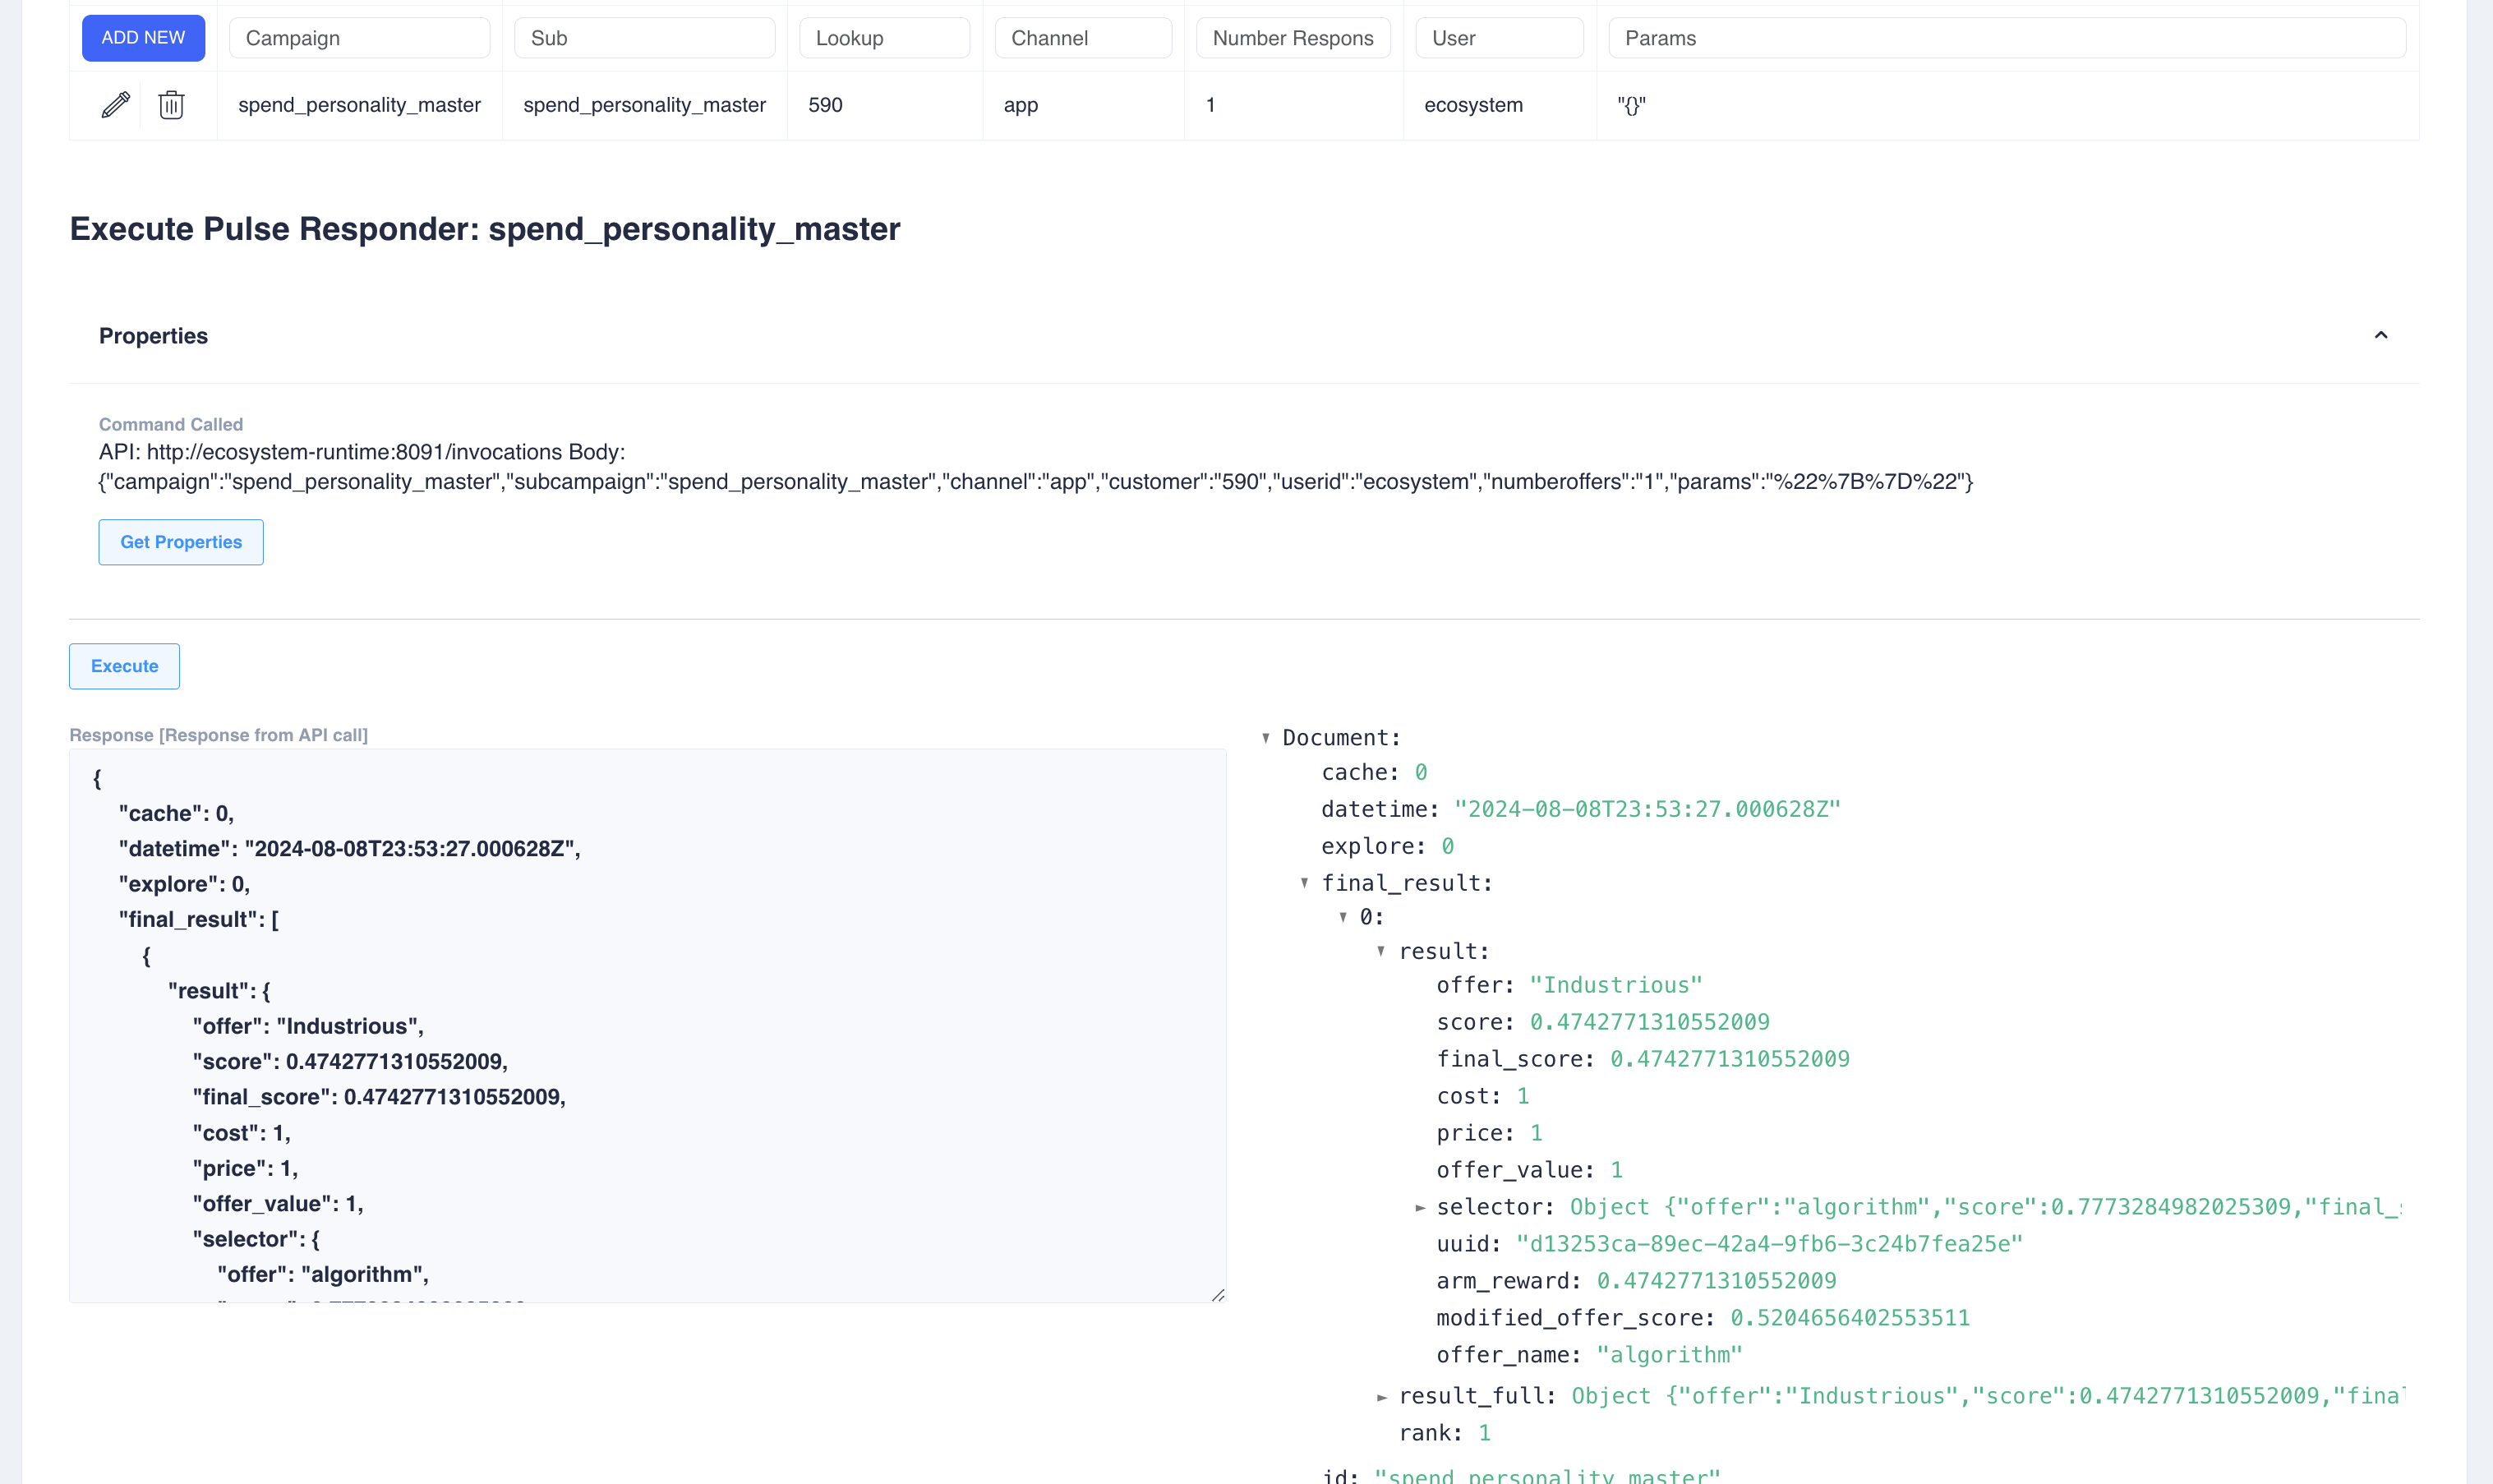 ADD NEW Campaign Sub Lookup Channel Number Respons User Params
spend_personality_master spend_personality_master 590 app 1 ecosystem "{}"
Execute Pulse Responder: spend_personality_master
Properties
Command Called
API: http://ecosystem-runtime:8091/invocations Body:
{"campaign":"spend_personality_master","subcampaign":"spend_personality_master","channel":"app","customer":"590","userid":"ecosystem","numberoffers":"1","params":"%22%7B%7D%22"}
Get Properties
Execute
Response [Response from API call]
{
"cache": 0,
"datetime": "2024-08-08T23:53:27.000628Z",
"explore": 0,
"final_result": [
{
"result": {
"offer": "Industrious",
"score": 0.4742771310552009,
"final_score": 0.4742771310552009,
"cost": 1,
"price": 1,
"offer_value": 1,
"selector": {
"offer": "algorithm",
Document:
cache: 0
datetime: "2024-08-08T23:53:27.000628Z"
explore: 0
final_result:
0:
result:
offer: "Industrious"
score: 0.4742771310552009
final_score: 0.4742771310552009
cost: 1
price: 1
offer_value: 1
selector: Object {"offer":"algorithm","score":0.7773284982025309,"final_
uuid: "d13253ca-89ec-42a4-9fb6-3c24b7fea25e"
arm_reward: 0.4742771310552009
modified_offer_score: 0.5204656402553511
offer_name: "algorithm"
result_full: Object {"offer":"Industrious","score":0.4742771310552009,"final
rank: 1
id: "spend_personality_master"